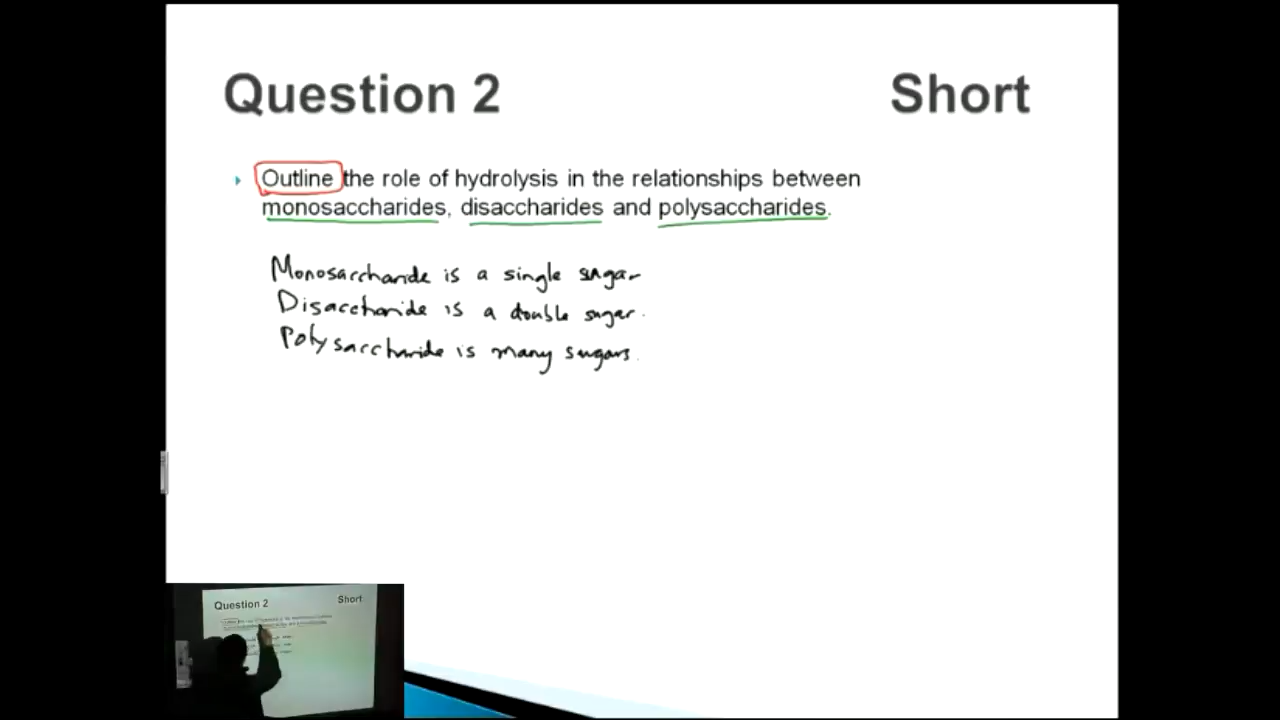 Question 2 Short
Outline the role of hydrolysis in the relationships between
monosaccharides, disaccharides and polysaccharides.
Monosaccharide is a single sugar
Disaccharide is a double sugar.
Polysaccharide is many sugars.
Question 2 Short